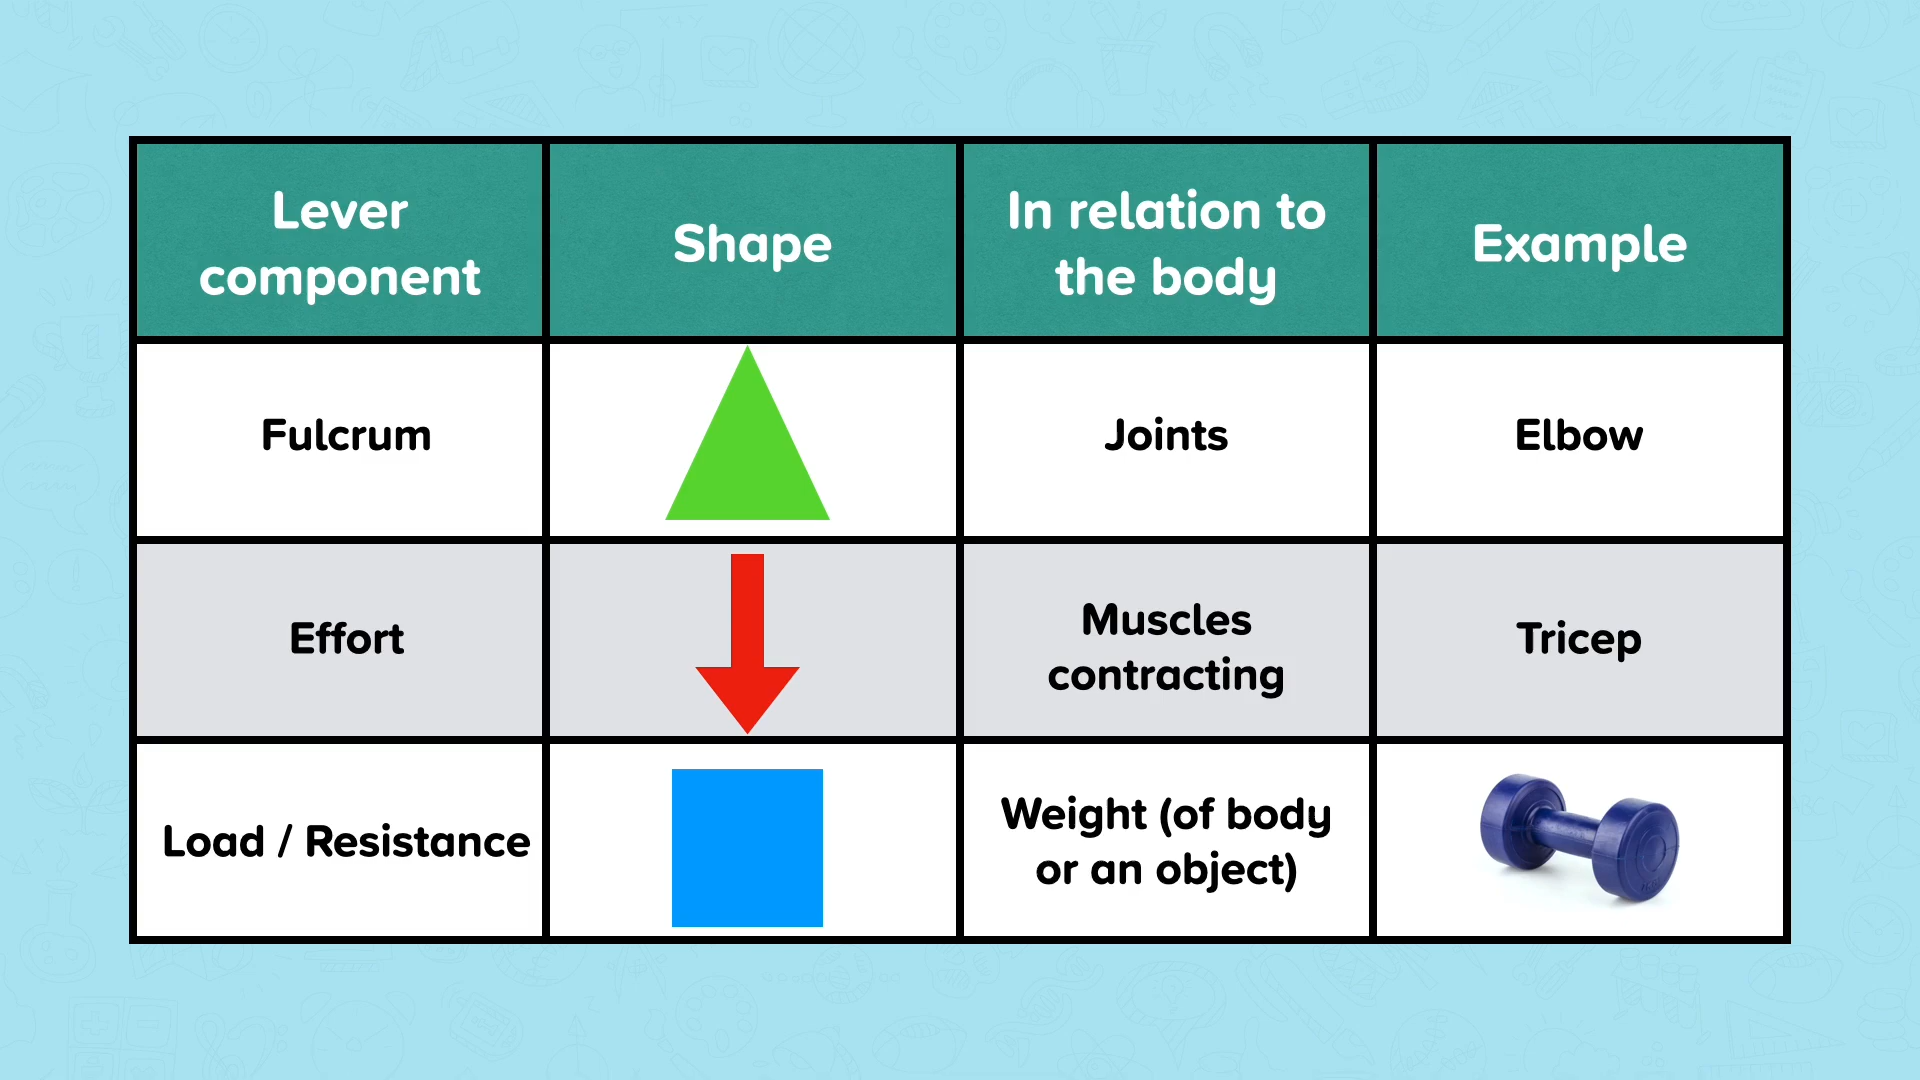 Lever
component
Shape
In relation to
the body
Example
Fulcrum
Joints
Elbow
Effort
Muscles
contracting
Tricep
Load / Resistance
Weight (of body
or an object)